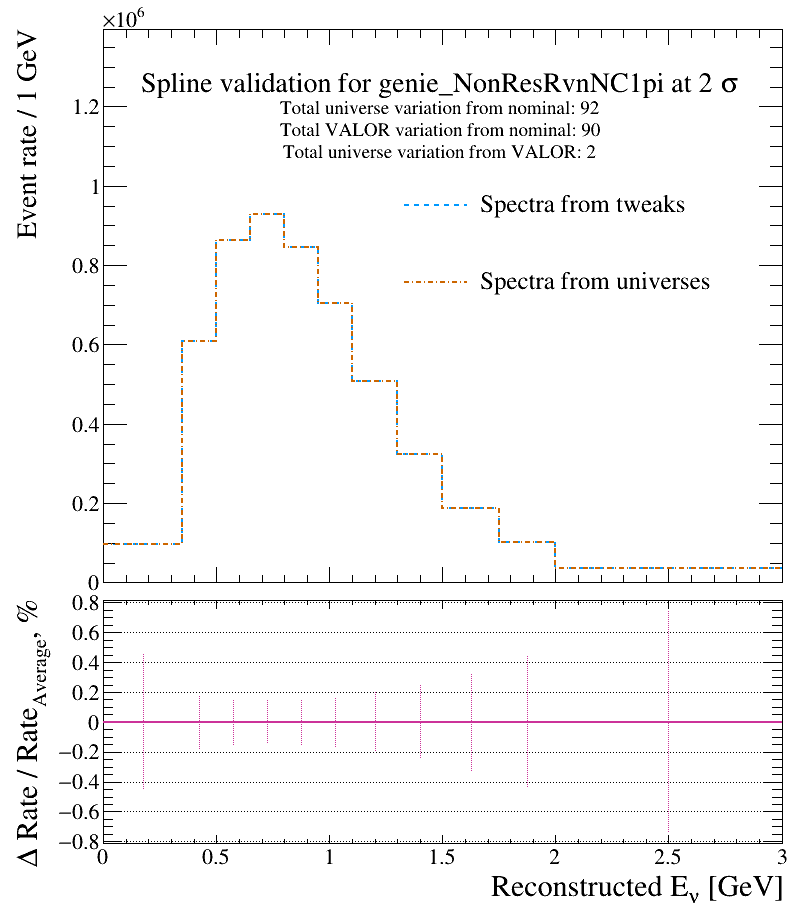 ×10⁶
Spline validation for genie_NonResRvnNC1pi at 2 σ
Total universe variation from nominal: 92
Total VALOR variation from nominal: 90
Total universe variation from VALOR: 2
Spectra from tweaks
Spectra from universes
Event rate / 1 GeV
1.2
1
0.8
0.6
0.4
0.2
0
Δ Rate / Rate_Average, %
0.8
0.6
0.4
0.2
0
−0.2
−0.4
−0.6
−0.8
0 0.5 1 1.5 2 2.5 3
Reconstructed E_ν [GeV]